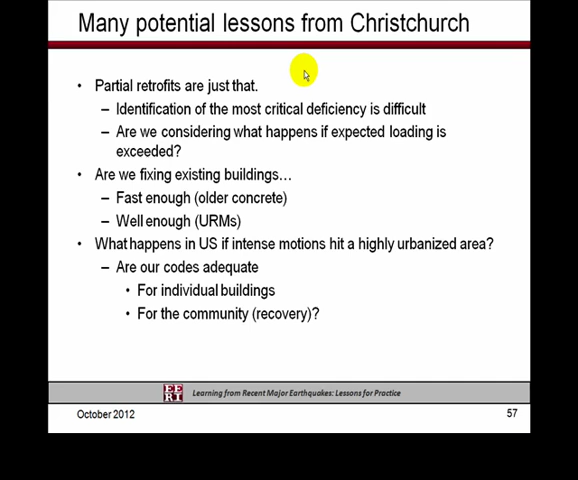 Many potential lessons from Christchurch
• Partial retrofits are just that.
– Identification of the most critical deficiency is difficult
– Are we considering what happens if expected loading is
exceeded?
• Are we fixing existing buildings…
– Fast enough (older concrete)
– Well enough (URMs)
• What happens in US if intense motions hit a highly urbanized area?
– Are our codes adequate
• For individual buildings
• For the community (recovery)?
EE
RI
Learning from Recent Major Earthquakes: Lessons for Practice
October 2012
57